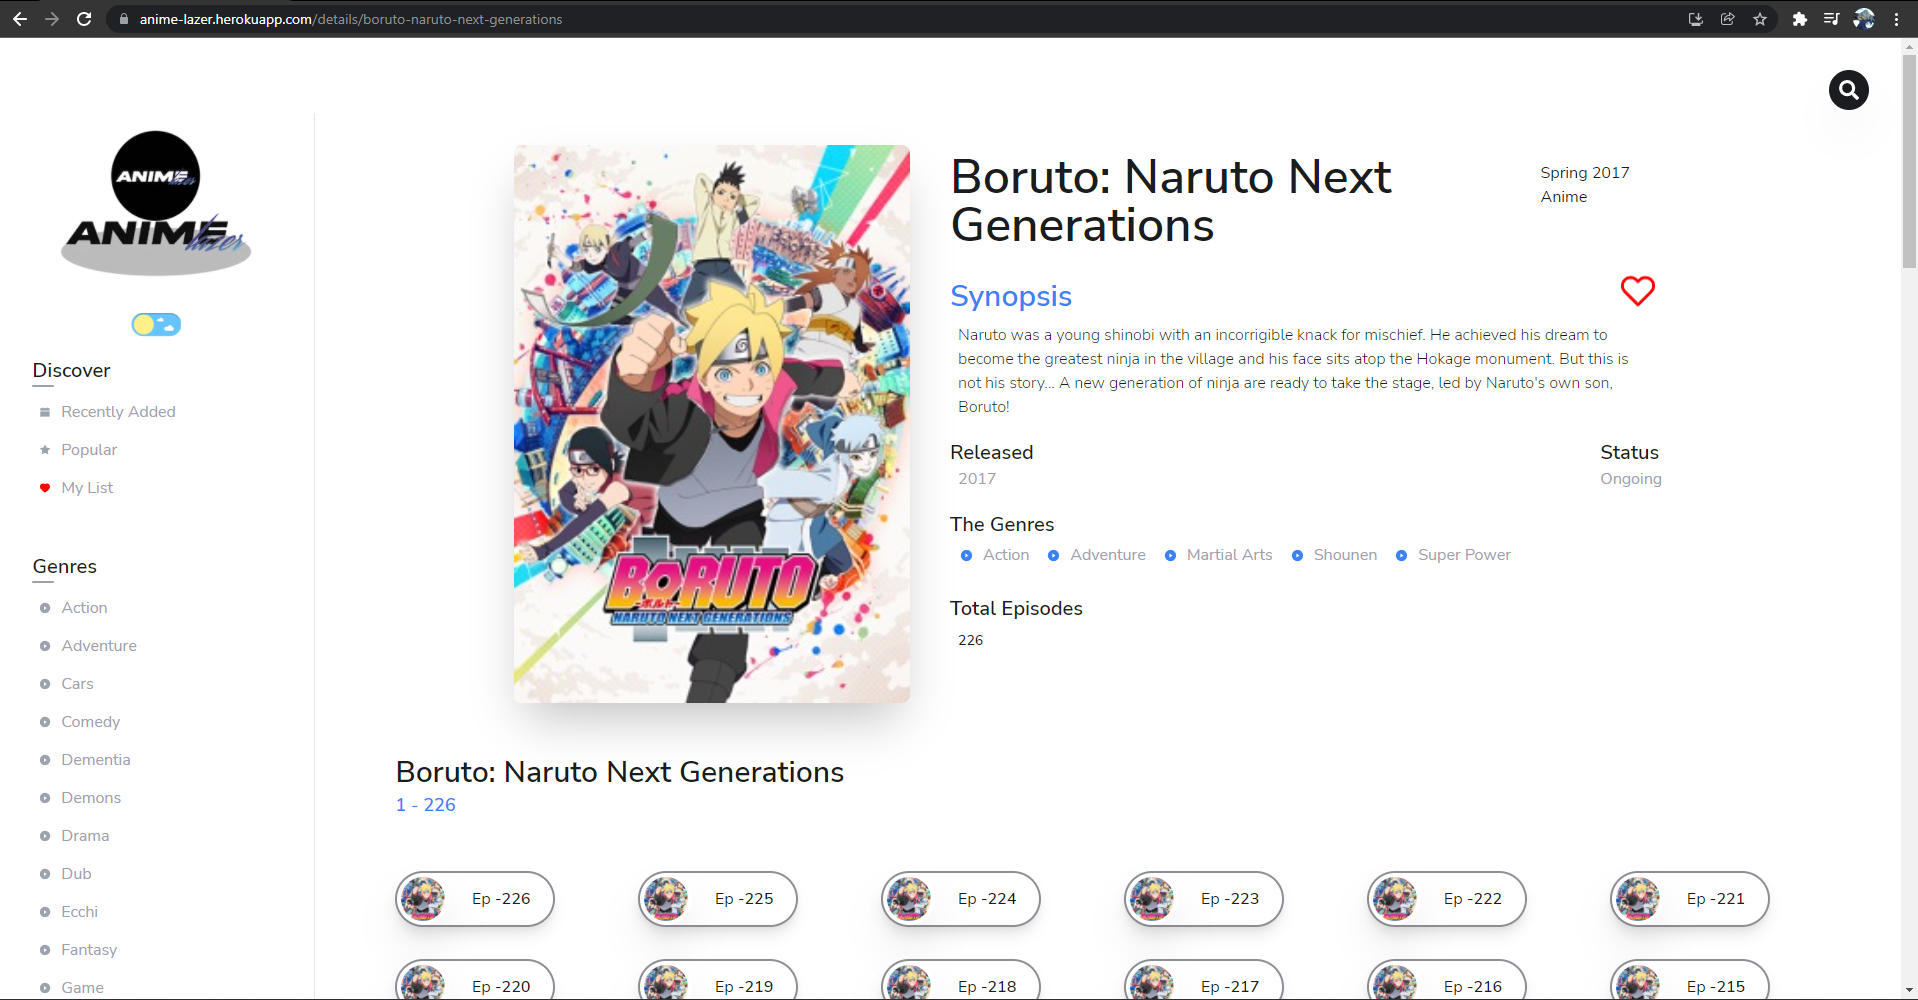 anime-lazer.herokuapp.com/details/boruto-naruto-next-generations
ANIME lazer
ANIME lazer
Discover
Recently Added
Popular
My List
Genres
Action
Adventure
Cars
Comedy
Dementia
Demons
Drama
Dub
Ecchi
Fantasy
Game
BORUTO
-ボルト-
NARUTO NEXT GENERATIONS
Boruto: Naruto Next
Generations
Spring 2017
Anime
Synopsis
Naruto was a young shinobi with an incorrigible knack for mischief. He achieved his dream to
become the greatest ninja in the village and his face sits atop the Hokage monument. But this is
not his story... A new generation of ninja are ready to take the stage, led by Naruto's own son,
Boruto!
Released
2017
Status
Ongoing
The Genres
Action Adventure Martial Arts Shounen Super Power
Total Episodes
226
Boruto: Naruto Next Generations
1 - 226
Ep -226 Ep -225 Ep -224 Ep -223 Ep -222 Ep -221
Ep -220 Ep -219 Ep -218 Ep -217 Ep -216 Ep -215